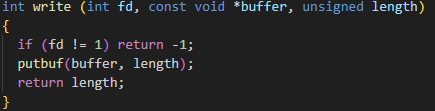 int write (int fd, const void *buffer, unsigned length)
{
  if (fd != 1) return -1;
  putbuf(buffer, length);
  return length;
}